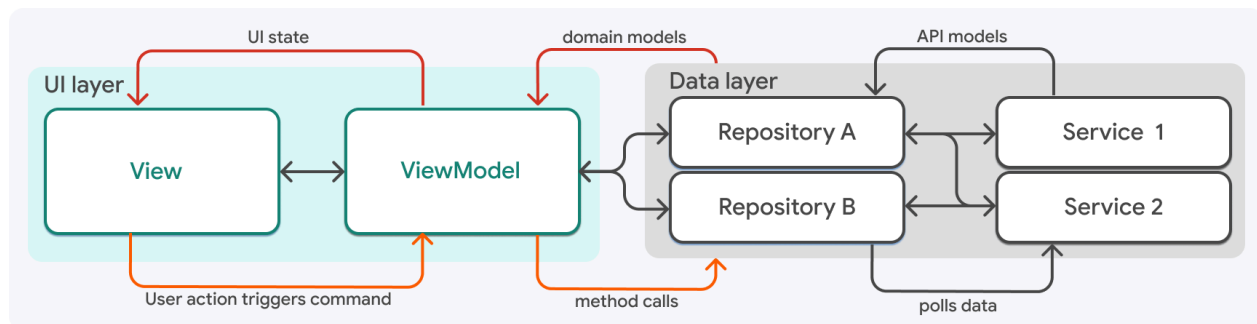 UI state
domain models
API models
UI layer
Data layer
View
ViewModel
Repository A
Service 1
Repository B
Service 2
User action triggers command
method calls
polls data